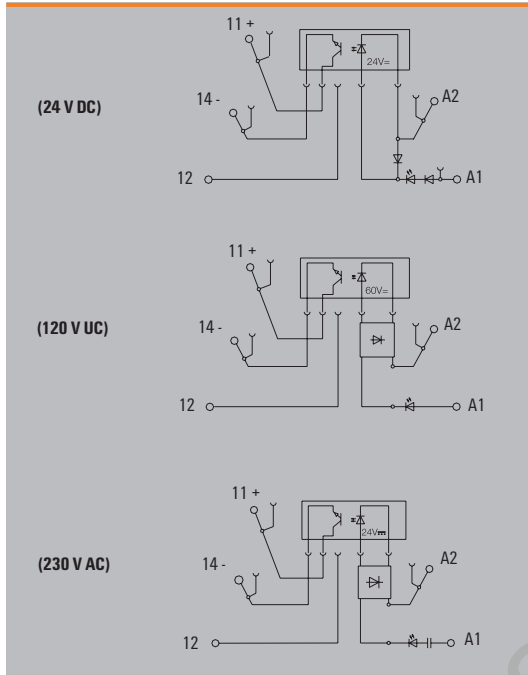 11 +
24V=
(24 V DC)
14 -
A2
12
A1
11 +
60V=
(120 V UC)
14 -
A2
12
A1
11 +
24V
(230 V AC)
14 -
A2
12
A1